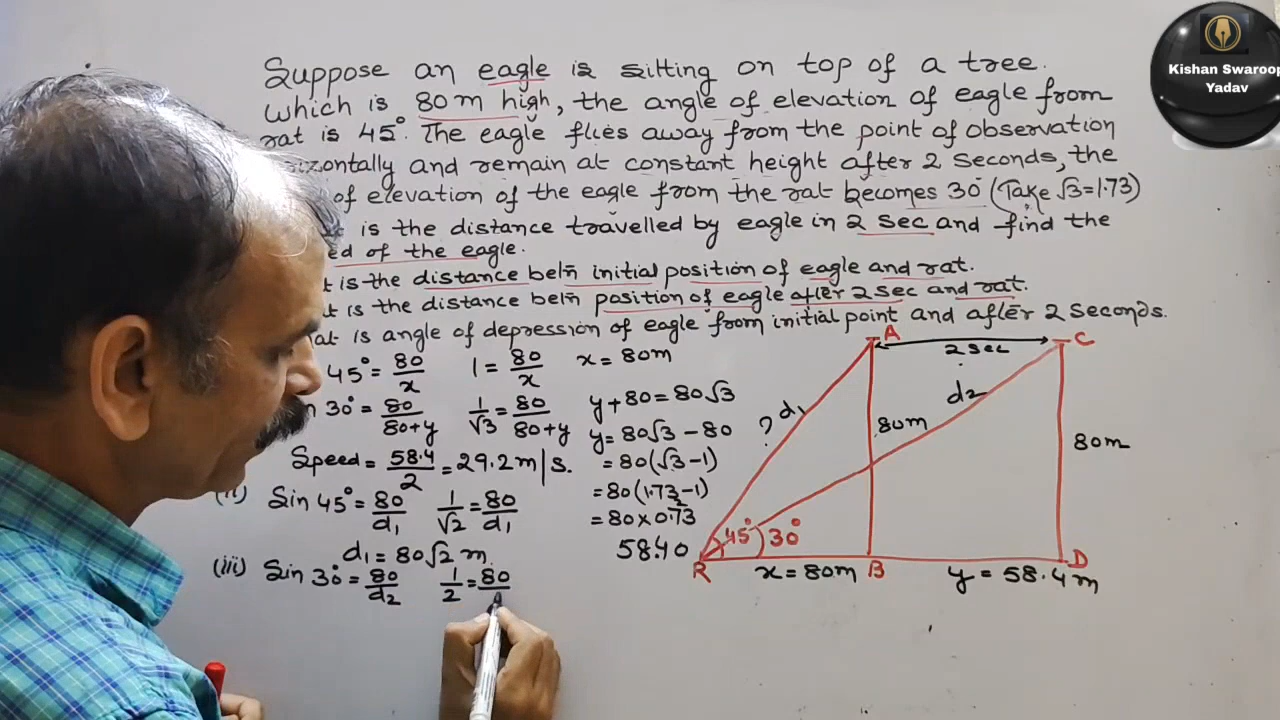 Kishan Swaroop
Yadav
Suppose an eagle is sitting on top of a tree.
which is 80m high, the angle of elevation of eagle from
rat is 45°. The eagle flies away from the point of observation
izontally and remain at constant height after 2 seconds, the
of elevation of the eagle from the rat becomes 30° (Take √3=1.73)
is the distance travelled by eagle in 2 sec and find the
ed of the eagle.
t is the distance betn initial position of eagle and rat.
t is the distance betn position of eagle after 2 sec and rat.
at is angle of depression of eagle from initial point and after 2 seconds.
45° = 80/x 1 = 80/x x = 80m
n 30° = 80/80+y 1/√3 = 80/80+y y+80 = 80√3
y = 80√3 - 80
Speed = 58.4/2 = 29.2 m/s. = 80(√3-1)
(ii) Sin 45° = 80/d1 1/√2 = 80/d1 = 80(1.73-1)
= 80×0.73
d1 = 80√2 m. 5840
(iii) Sin 30° = 80/d2 1/2 = 80
A 2 sec C
? d1 d2
80m 80m
45° 30°
R x = 80m B y = 58.4 m D